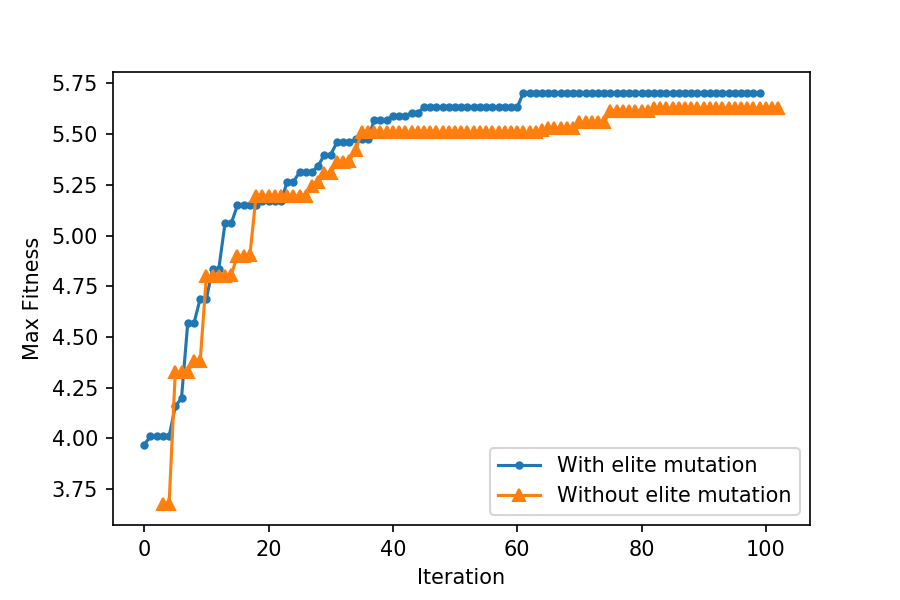 Max Fitness
5.75
5.50
5.25
5.00
4.75
4.50
4.25
4.00
3.75
With elite mutation
Without elite mutation
0 20 40 60 80 100
Iteration